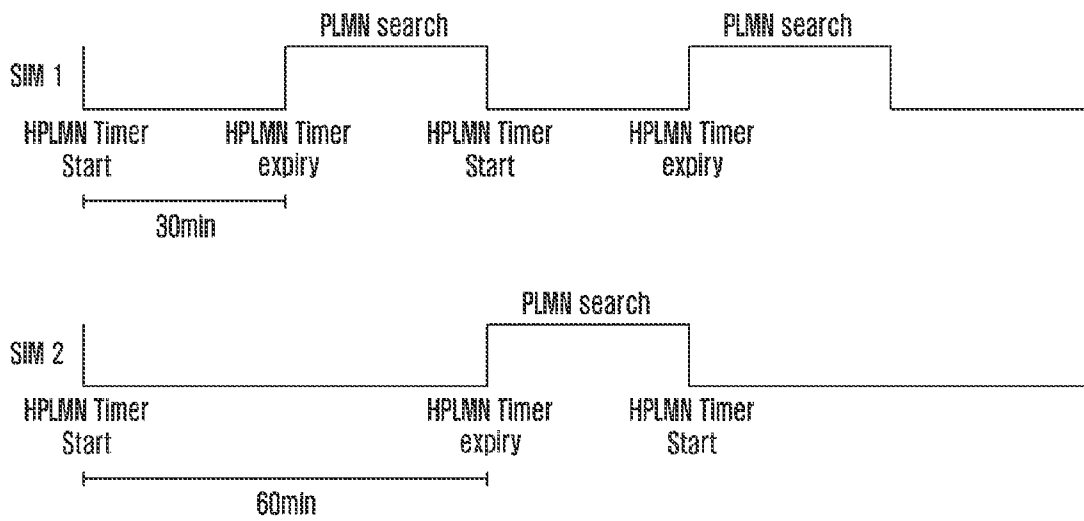 PLMN search PLMN search
SIM 1
HPLMN Timer Start HPLMN Timer expiry HPLMN Timer Start HPLMN Timer expiry
30min
PLMN search
SIM 2
HPLMN Timer Start HPLMN Timer expiry HPLMN Timer Start
60min